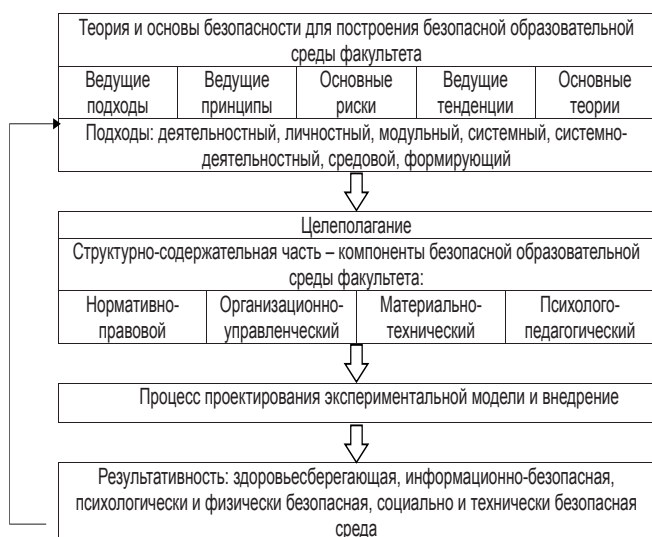 Теория и основы безопасности для построения безопасной образовательной
среды факультета
Ведущие подходы
Ведущие принципы
Основные риски
Ведущие тенденции
Основные теории
Подходы: деятельностный, личностный, модульный, системный, системно-
деятельностный, средовой, формирующий
Целеполагание
Структурно-содержательная часть – компоненты безопасной образовательной
среды факультета:
Нормативно-
правовой
Организационно-
управленческий
Материально-
технический
Психолого-
педагогический
Процесс проектирования экспериментальной модели и внедрение
Результативность: здоровьесберегающая, информационно-безопасная,
психологически и физически безопасная, социально и технически безопасная
среда